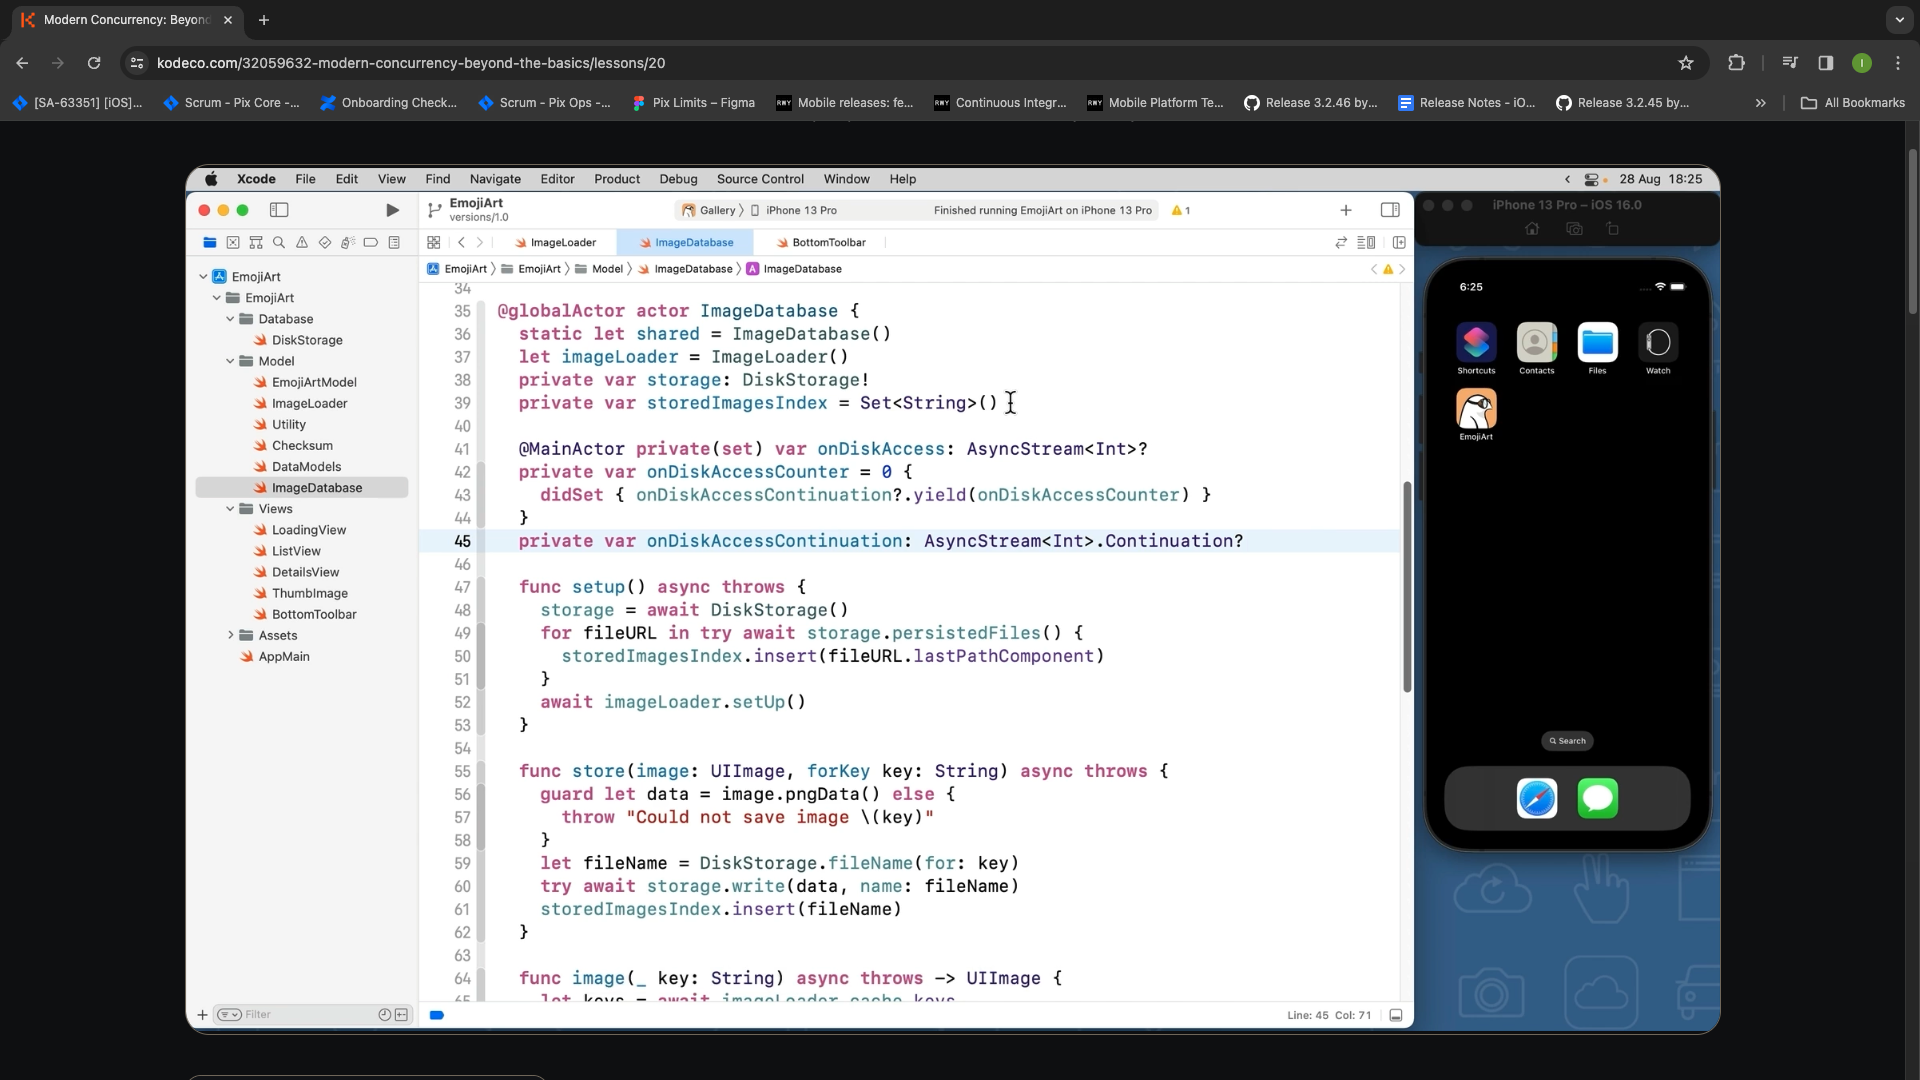 Modern Concurrency: Beyond
kodeco.com/32059632-modern-concurrency-beyond-the-basics/lessons/20
[SA-63351] [iOS]...
Scrum - Pix Core -...
Onboarding Check...
Scrum - Pix Ops -...
Pix Limits – Figma
Mobile releases: fe...
Continuous Integr...
Mobile Platform Te...
Release 3.2.46 by...
Release Notes - iO...
Release 3.2.45 by...
All Bookmarks
Xcode File Edit View Find Navigate Editor Product Debug Source Control Window Help
28 Aug 18:25
EmojiArt
versions/1.0
Gallery
iPhone 13 Pro
Finished running EmojiArt on iPhone 13 Pro
1
ImageLoader
ImageDatabase
BottomToolbar
EmojiArt
EmojiArt
Model
ImageDatabase
ImageDatabase
EmojiArt
EmojiArt
Database
DiskStorage
Model
EmojiArtModel
ImageLoader
Utility
Checksum
DataModels
ImageDatabase
Views
LoadingView
ListView
DetailsView
ThumbImage
BottomToolbar
Assets
AppMain
Filter
34
35 @globalActor actor ImageDatabase {
36 static let shared = ImageDatabase()
37 let imageLoader = ImageLoader()
38 private var storage: DiskStorage!
39 private var storedImagesIndex = Set<String>()
40
41 @MainActor private(set) var onDiskAccess: AsyncStream<Int>?
42 private var onDiskAccessCounter = 0 {
43 didSet { onDiskAccessContinuation?.yield(onDiskAccessCounter) }
44 }
45 private var onDiskAccessContinuation: AsyncStream<Int>.Continuation?
46
47 func setup() async throws {
48 storage = await DiskStorage()
49 for fileURL in try await storage.persistedFiles() {
50 storedImagesIndex.insert(fileURL.lastPathComponent)
51 }
52 await imageLoader.setUp()
53 }
54
55 func store(image: UIImage, forKey key: String) async throws {
56 guard let data = image.pngData() else {
57 throw "Could not save image \(key)"
58 }
59 let fileName = DiskStorage.fileName(for: key)
60 try await storage.write(data, name: fileName)
61 storedImagesIndex.insert(fileName)
62 }
63
64 func image(_ key: String) async throws -> UIImage {
65 let keys = await imageLoader.cache.keys
Line: 45 Col: 71
iPhone 13 Pro – iOS 16.0
6:25
Shortcuts
Contacts
Files
Watch
EmojiArt
Search